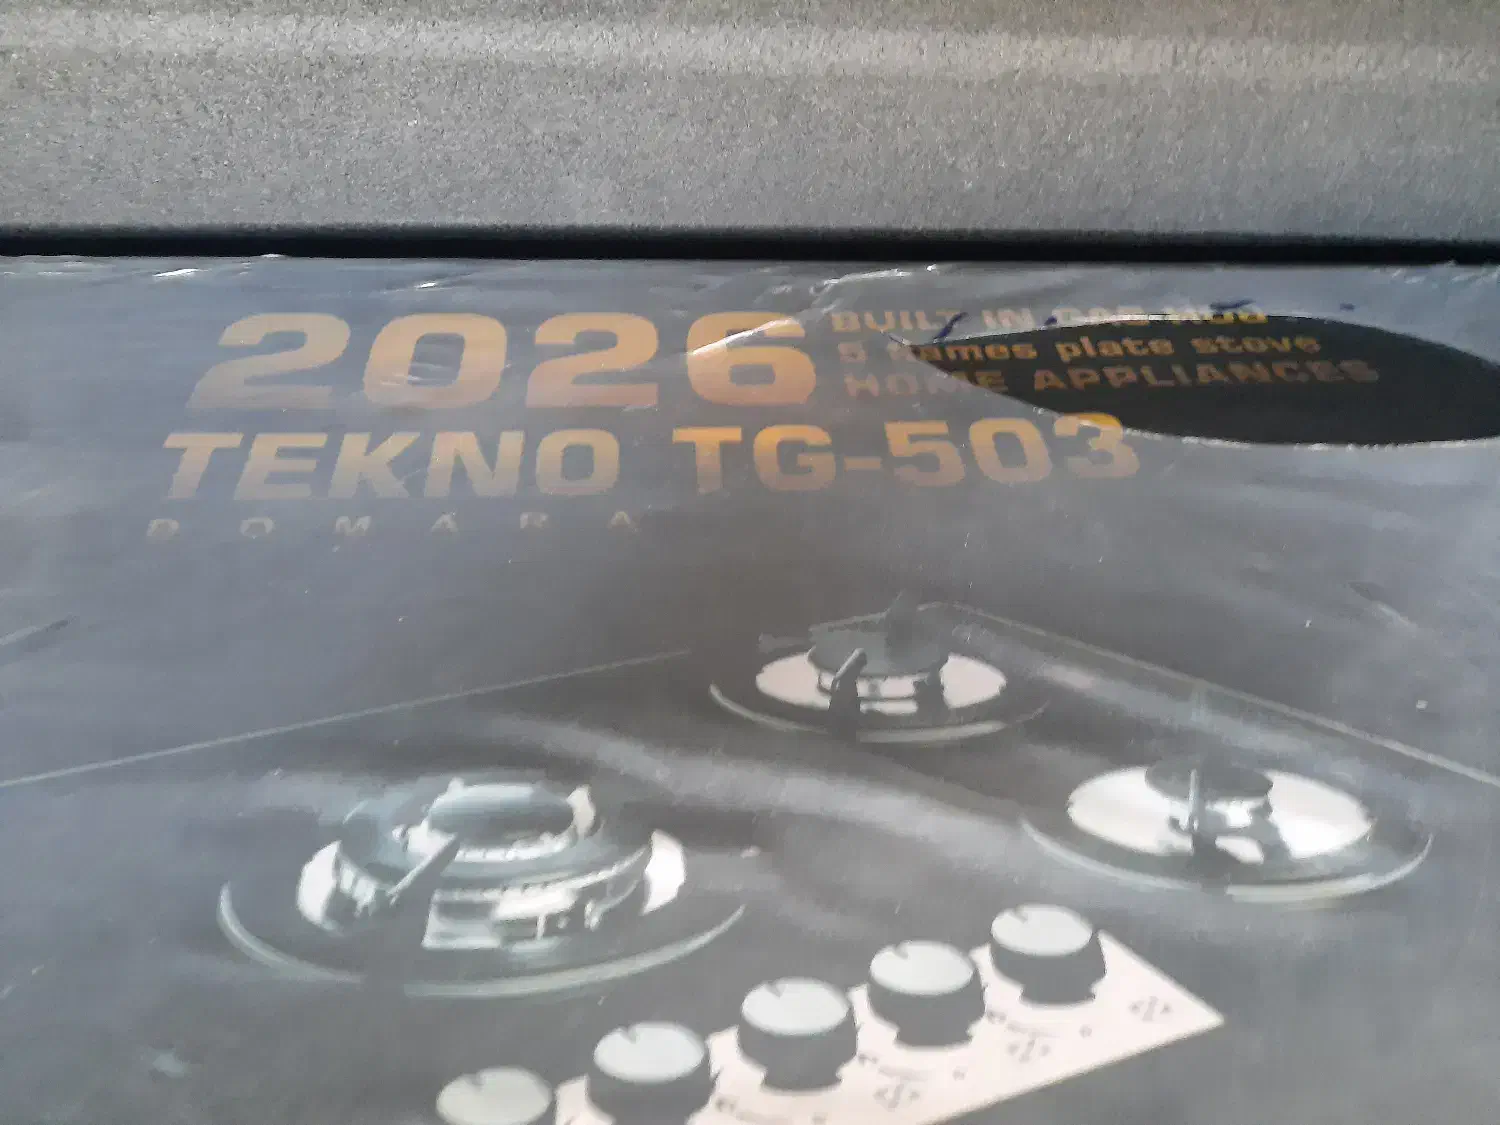 2026
BUILT IN GAS HOB
5 flames plate stove
HOME APPLIANCES
TEKNO TG-503
DOMÁRA